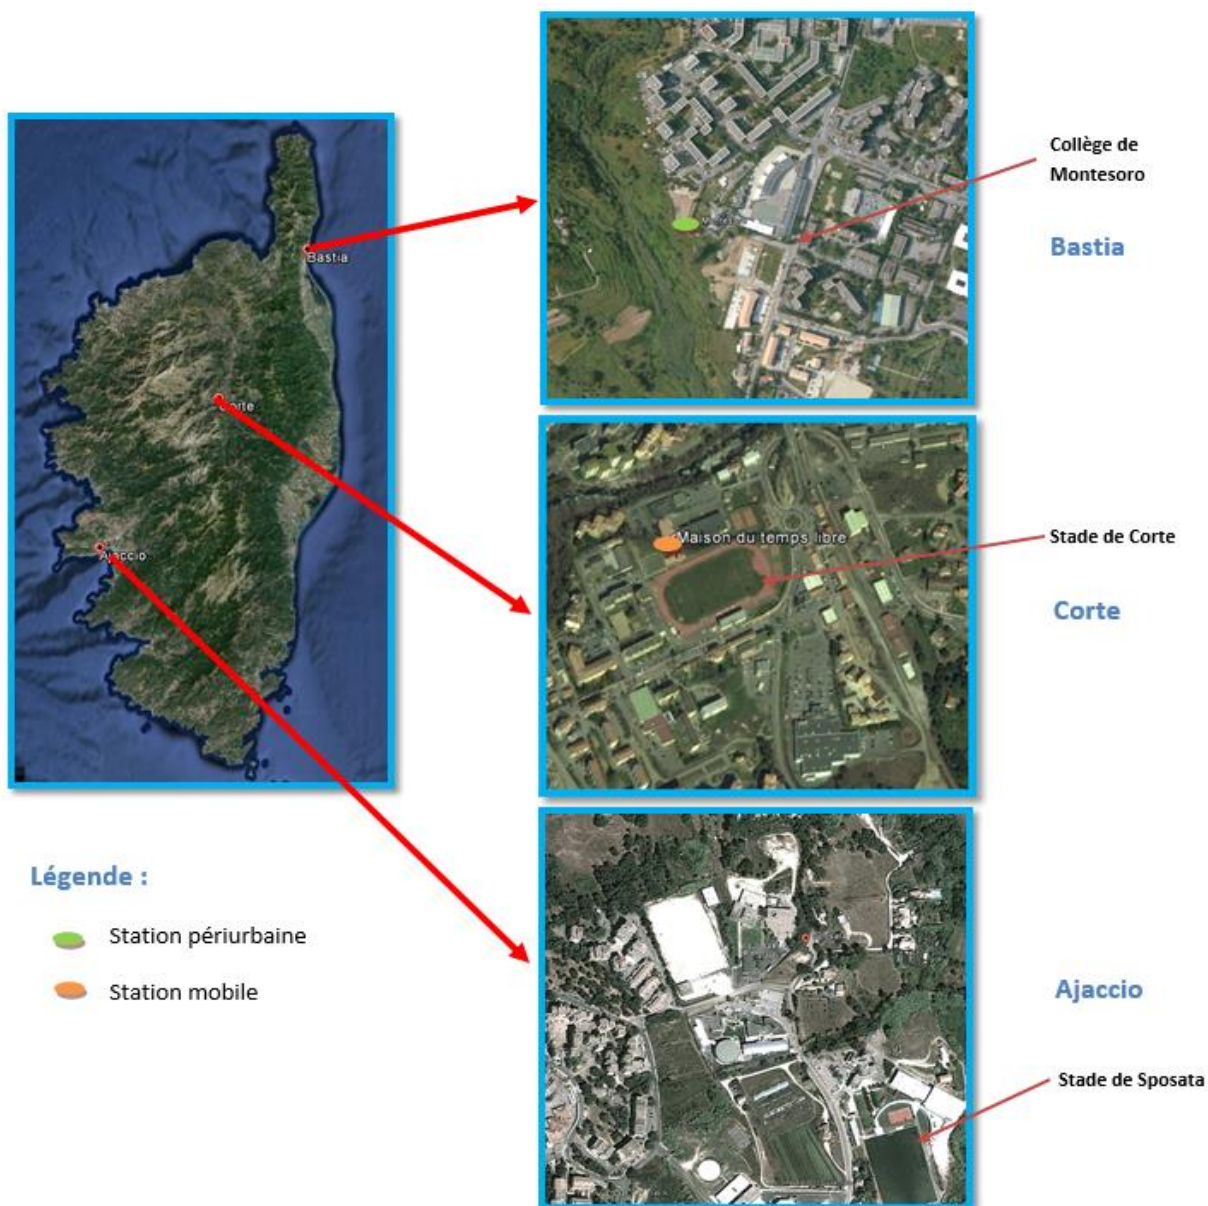 Bastia
Corte
Ajaccio
Collège de
Montesoro
Bastia
Maison du temps libre
Stade de Corte
Corte
Légende :
Station périurbaine
Station mobile
Ajaccio
Stade de Sposata